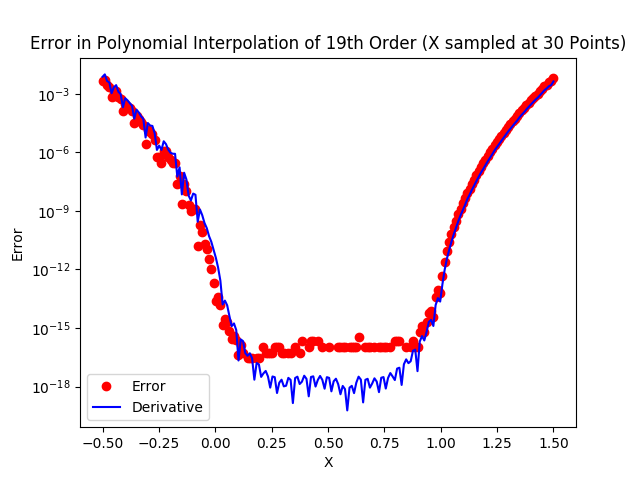 Error in Polynomial Interpolation of 19th Order (X sampled at 30 Points)
10⁻³
10⁻⁶
10⁻⁹
10⁻¹²
10⁻¹⁵
10⁻¹⁸
Error
Error
Derivative
−0.50 −0.25 0.00 0.25 0.50 0.75 1.00 1.25 1.50
X